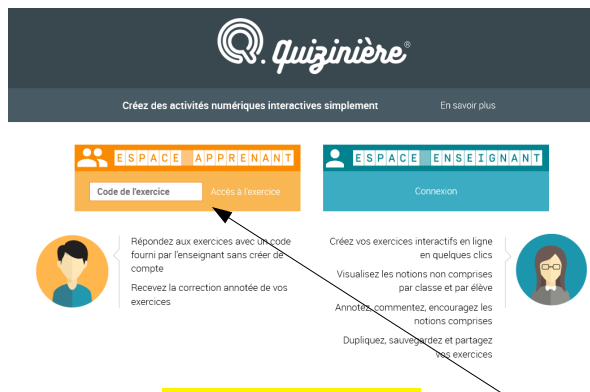 Q. quizinière®
Créez des activités numériques interactives simplement En savoir plus
ESPACE APPRENANT
Code de l'exercice Accès à l'exercice
Répondez aux exercices avec un code
fourni par l'enseignant sans créer de
compte
Recevez la correction annotée de vos
exercices
ESPACE ENSEIGNANT
Connexion
Créez vos exercices interactifs en ligne
en quelques clics
Visualisez les notions non comprises
par classe et par élève
Annotez, commentez, encouragez les
notions comprises
Dupliquez, sauvegardez et partagez
vos exercices